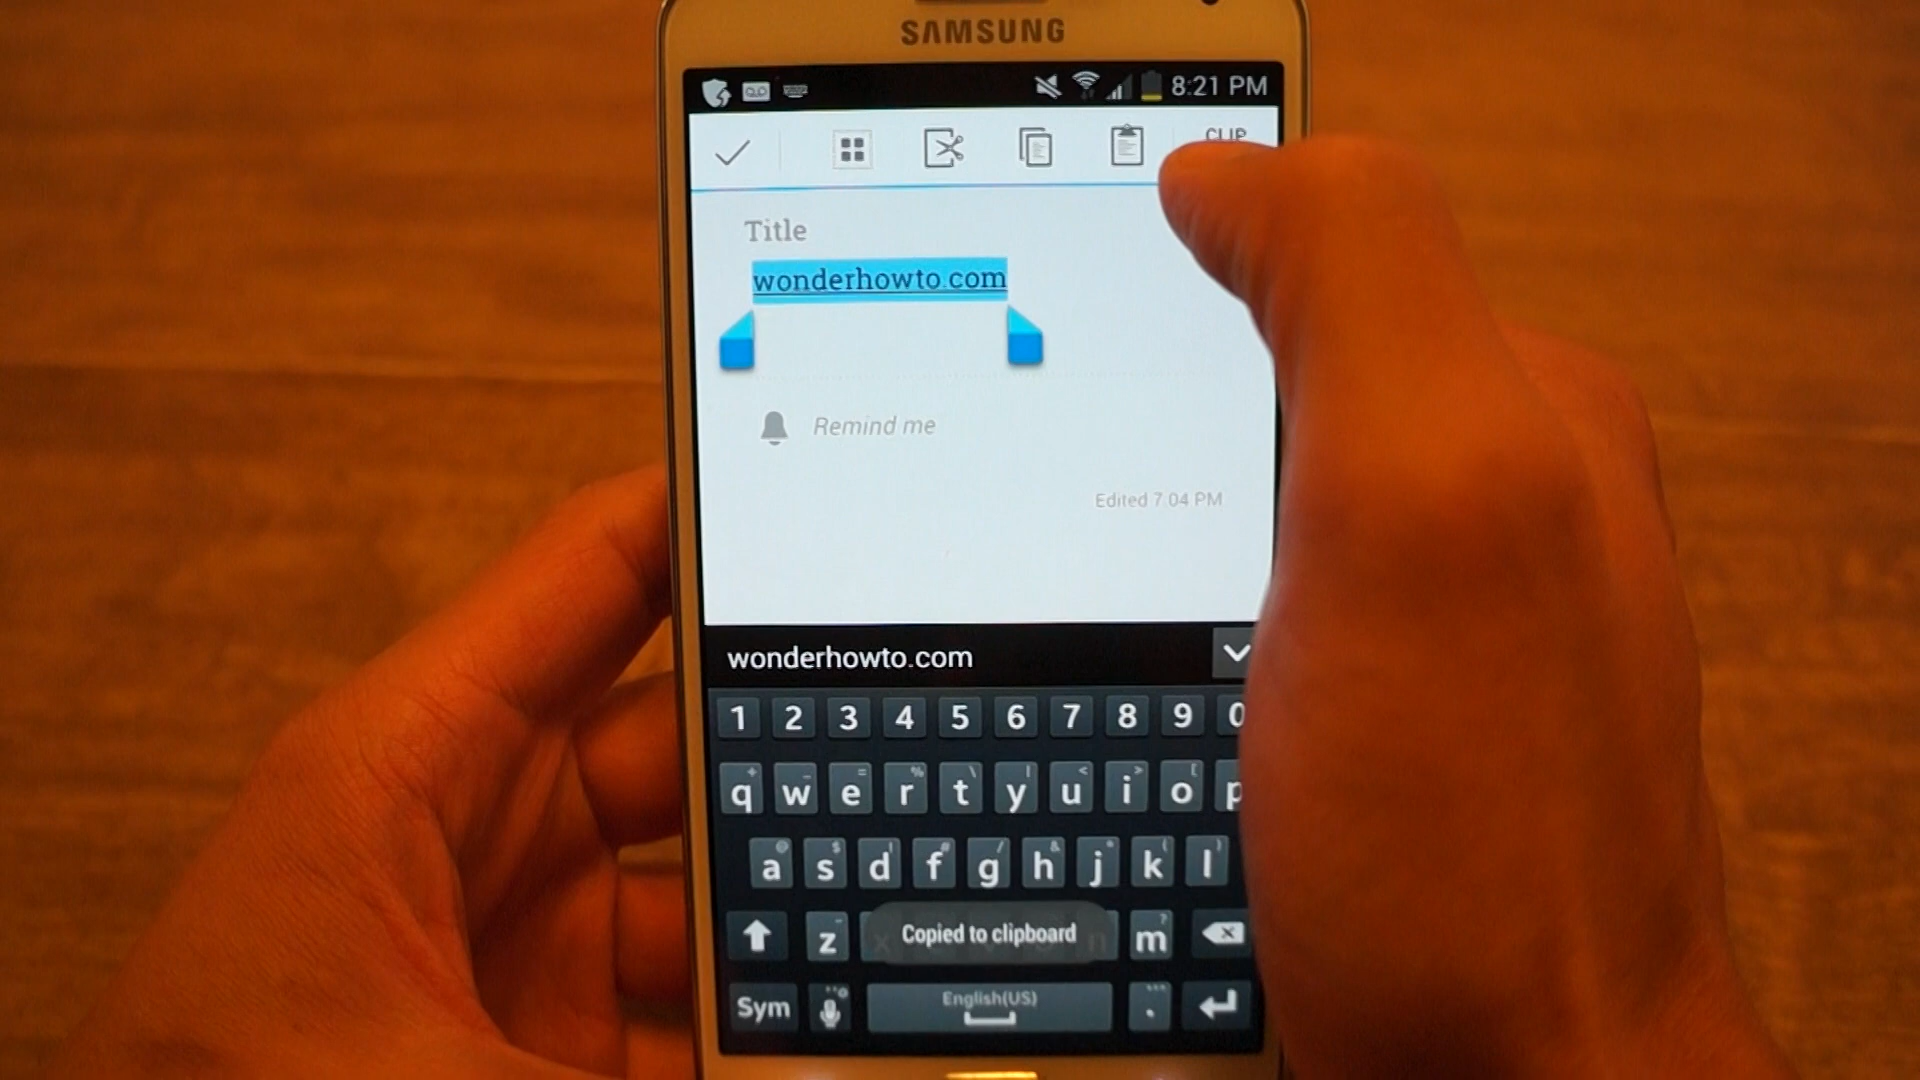 SAMSUNG
8:21 PM
CLIP
Title
wonderhowto.com
Remind me
Edited 7:04 PM
wonderhowto.com
1 2 3 4 5 6 7 8 9 0
q w e r t y u i o p
a s d f g h j k l
z Copied to clipboard m
Sym English(US) .